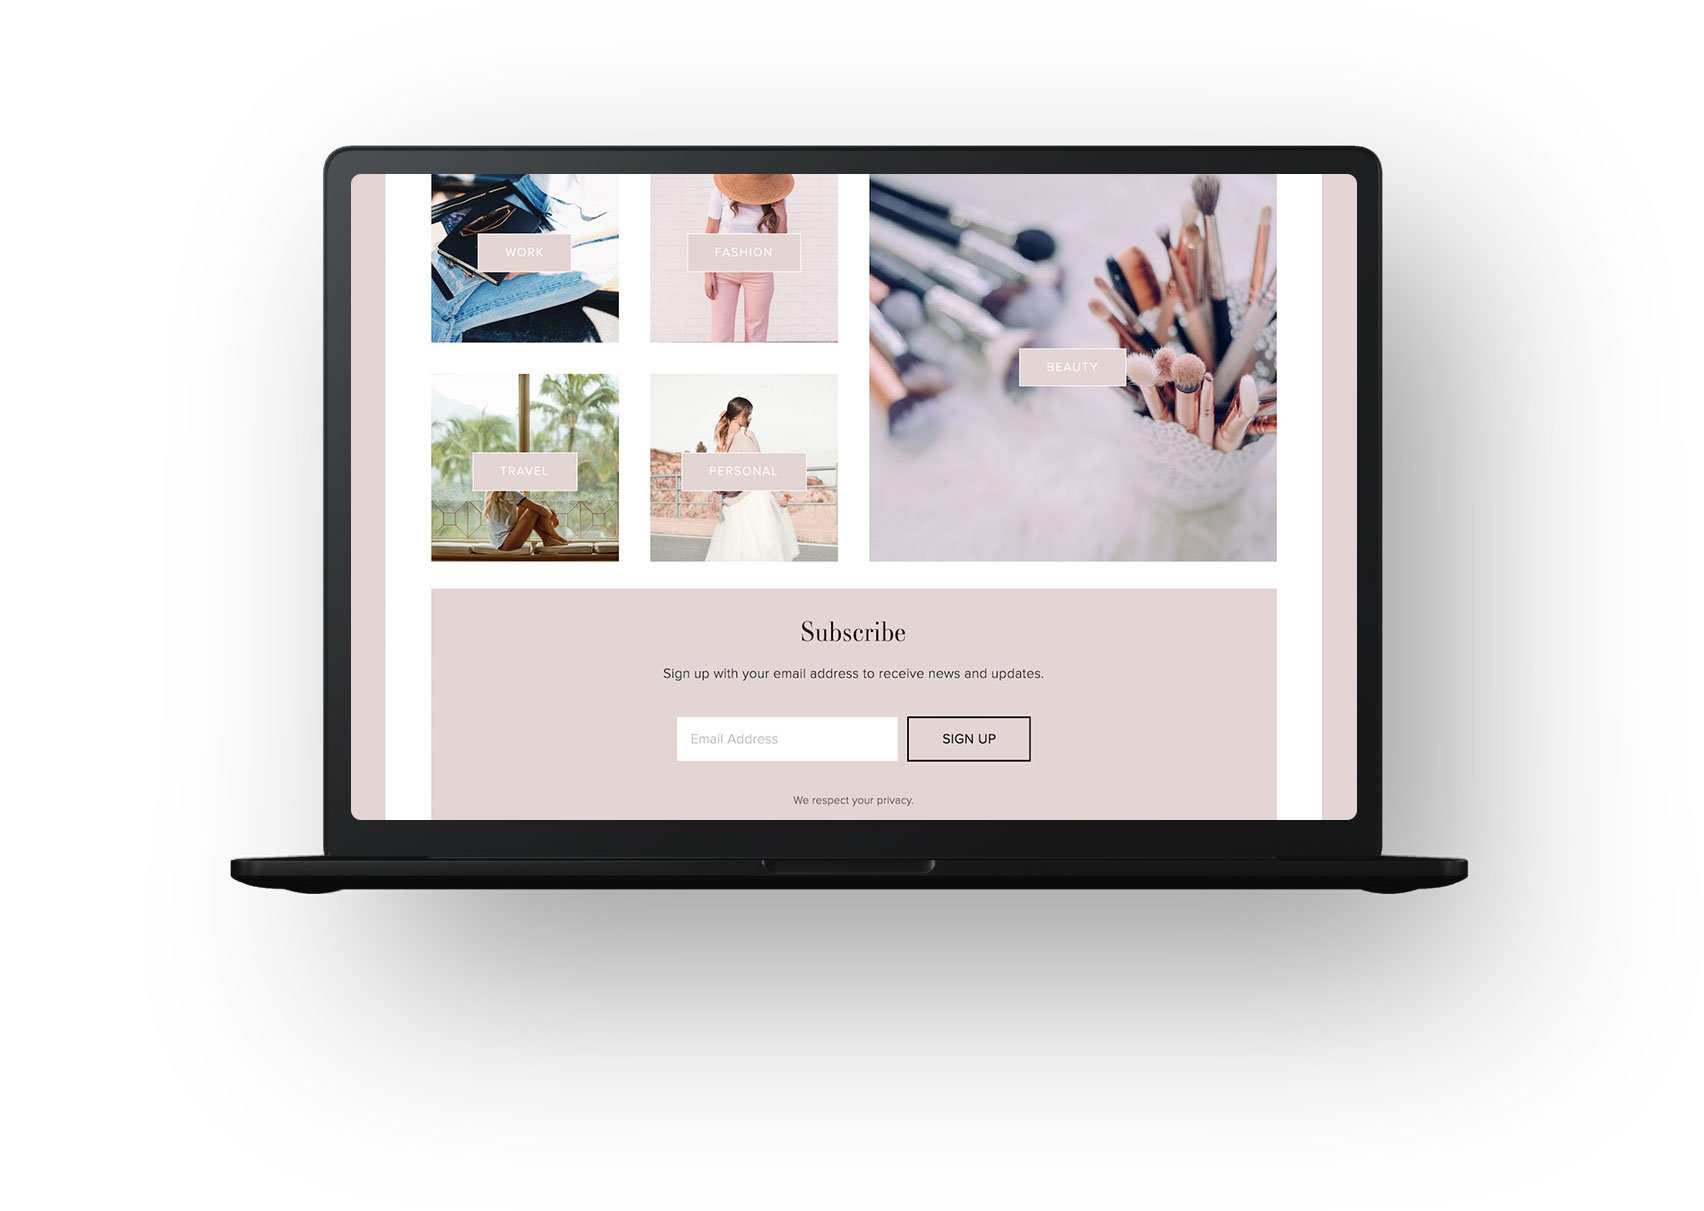 WORK
FASHION
BEAUTY
TRAVEL
PERSONAL
Subscribe
Sign up with your email address to receive news and updates.
Email Address
SIGN UP
We respect your privacy.